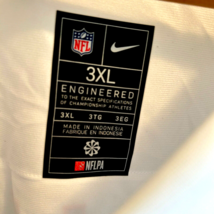 NFL
3XL
ENGINEERED
TO THE EXACT SPECIFICATIONS
OF CHAMPIONSHIP ATHLETES
3XL 3TG 3EG
MADE IN INDONESIA
FABRIQUÉ EN INDONÉSIE
NFLPA